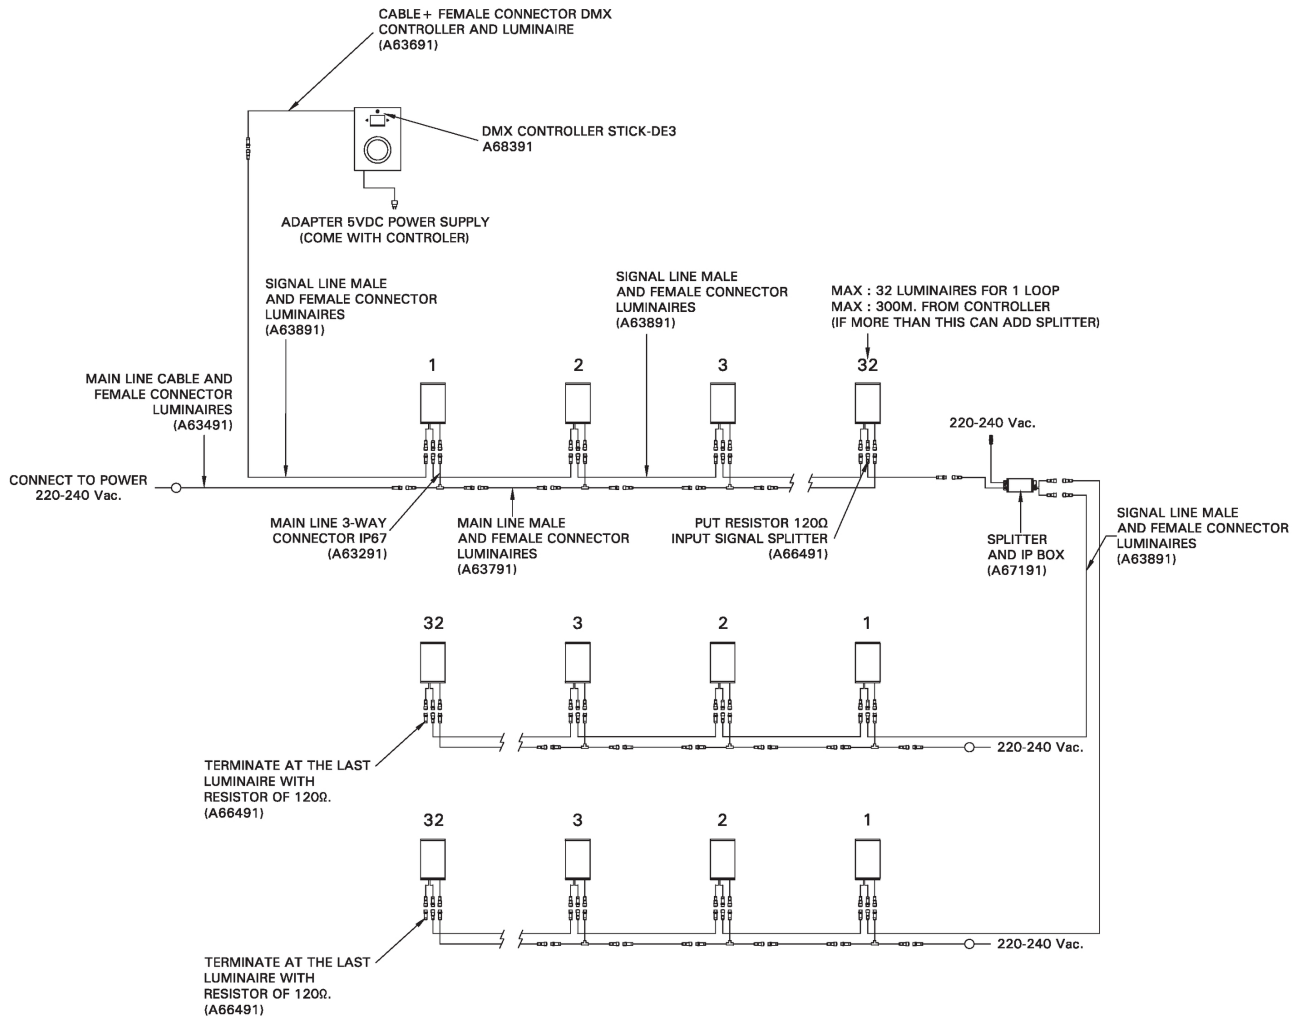 CABLE+ FEMALE CONNECTOR DMX
CONTROLLER AND LUMINAIRE
(A63691)
DMX CONTROLLER STICK-DE3
A68391
ADAPTER 5VDC POWER SUPPLY
(COME WITH CONTROLER)
SIGNAL LINE MALE
AND FEMALE CONNECTOR
LUMINAIRES
(A63891)
SIGNAL LINE MALE
AND FEMALE CONNECTOR
LUMINAIRES
(A63891)
MAX : 32 LUMINAIRES FOR 1 LOOP
MAX : 300M. FROM CONTROLLER
(IF MORE THAN THIS CAN ADD SPLITTER)
1 2 3 32
MAIN LINE CABLE AND
FEMALE CONNECTOR
LUMINAIRES
(A63491)
220-240 Vac.
CONNECT TO POWER
220-240 Vac.
MAIN LINE 3-WAY
CONNECTOR IP67
(A63291)
MAIN LINE MALE
AND FEMALE CONNECTOR
LUMINAIRES
(A63791)
PUT RESISTOR 120Ω
INPUT SIGNAL SPLITTER
(A66491)
SPLITTER
AND IP BOX
(A67191)
SIGNAL LINE MALE
AND FEMALE CONNECTOR
LUMINAIRES
(A63891)
32 3 2 1
220-240 Vac.
TERMINATE AT THE LAST
LUMINAIRE WITH
RESISTOR OF 120Ω.
(A66491)
32 3 2 1
220-240 Vac.
TERMINATE AT THE LAST
LUMINAIRE WITH
RESISTOR OF 120Ω.
(A66491)